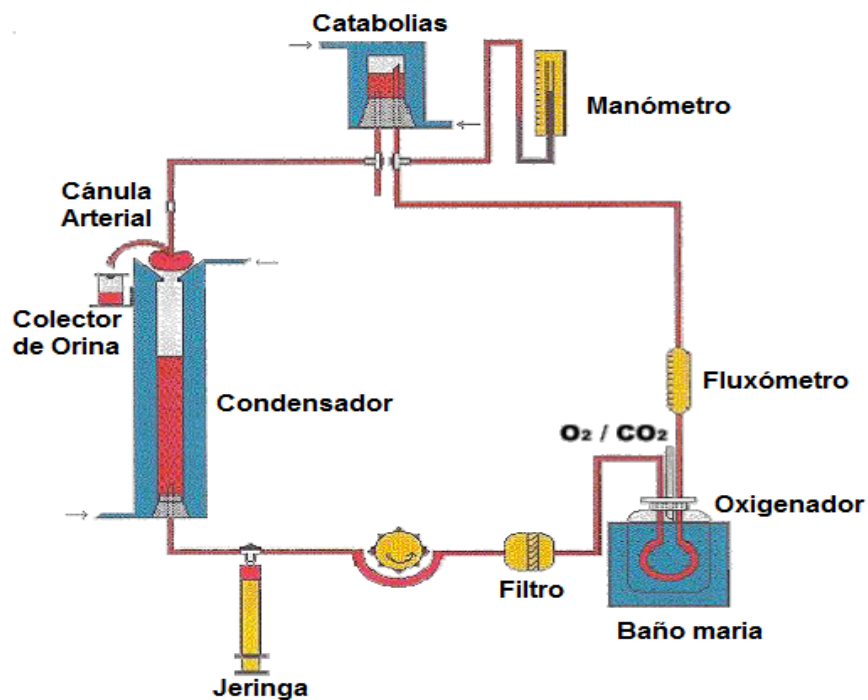 Catabolias
Manómetro
Cánula
Arterial
Colector
de Orina
Condensador
Fluxómetro
O₂ / CO₂
Oxigenador
Filtro
Baño maria
Jeringa